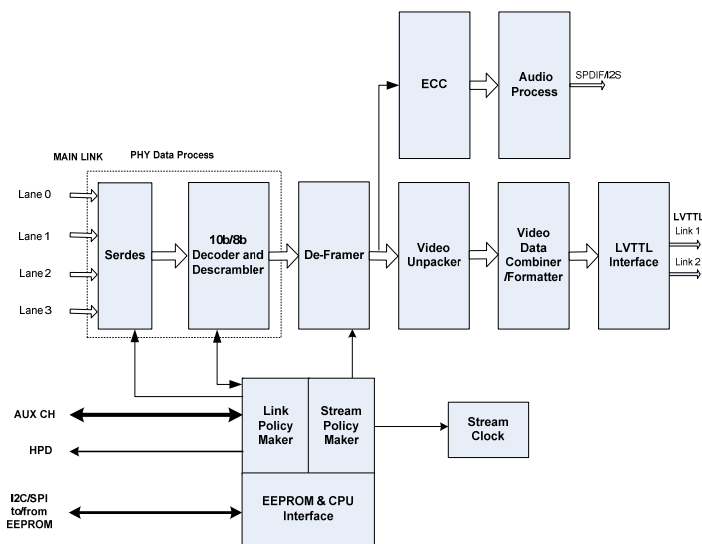 ECC
Audio
Process
SPDIF/I2S
MAIN LINK
PHY Data Process
Lane 0
Lane 1
Lane 2
Lane 3
Serdes
10b/8b
Decoder and
Descrambler
De-Framer
Video
Unpacker
Video
Data
Combiner
/Formatter
LVTTL
Interface
LVTTL
Link 1
Link 2
AUX CH
HPD
I2C/SPI
to/from
EEPROM
Link
Policy
Maker
Stream
Policy
Maker
EEPROM & CPU
Interface
Stream
Clock